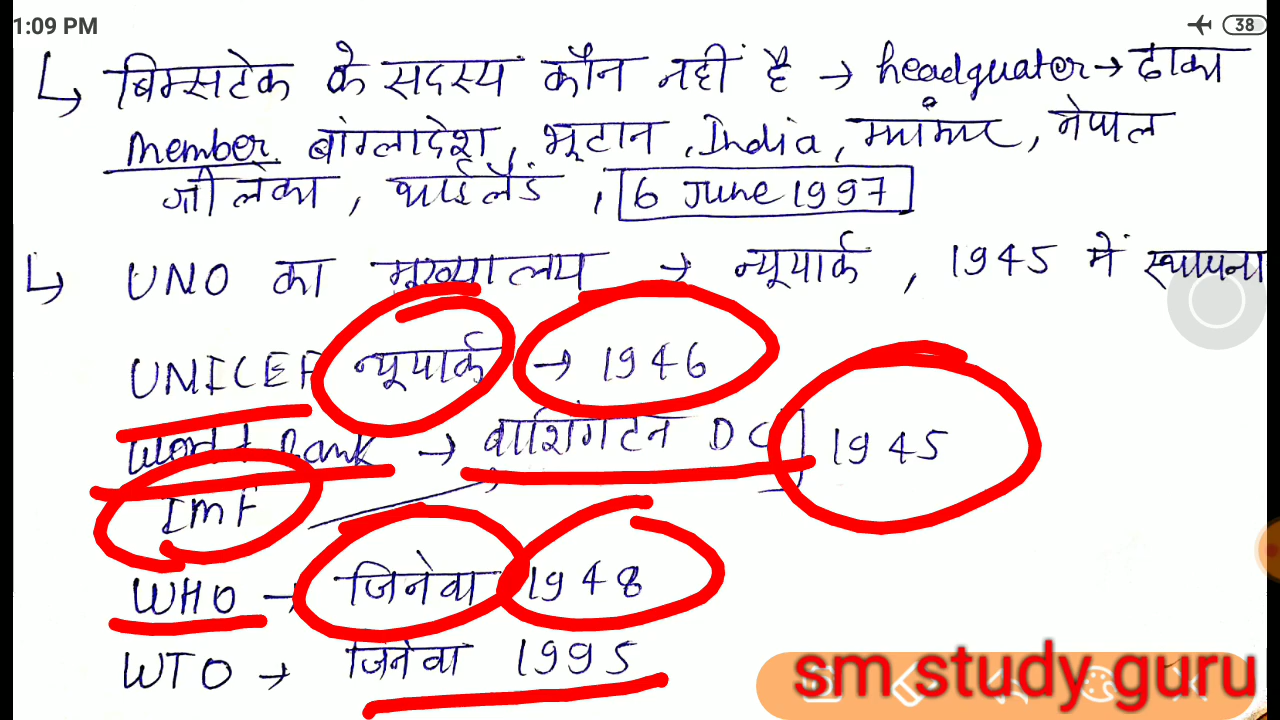 1:09 PM 38
↳ बिम्सटेक के सदस्य कौन नहीं है → headquater → ढाका
member. बांग्लादेश, भूटान, India, म्यांमार, नेपाल
श्री लंका, थाईलैंड, 6 June 1997
↳ UNO का मुख्यालय → न्यूयार्क, 1945 में स्थापना
UNICEF न्यूयार्क → 1946
World Bank → वाशिंगटन DC] 1945
IMF
WHO → जिनेवा 1948
WTO → जिनेवा 1995
sm study guru